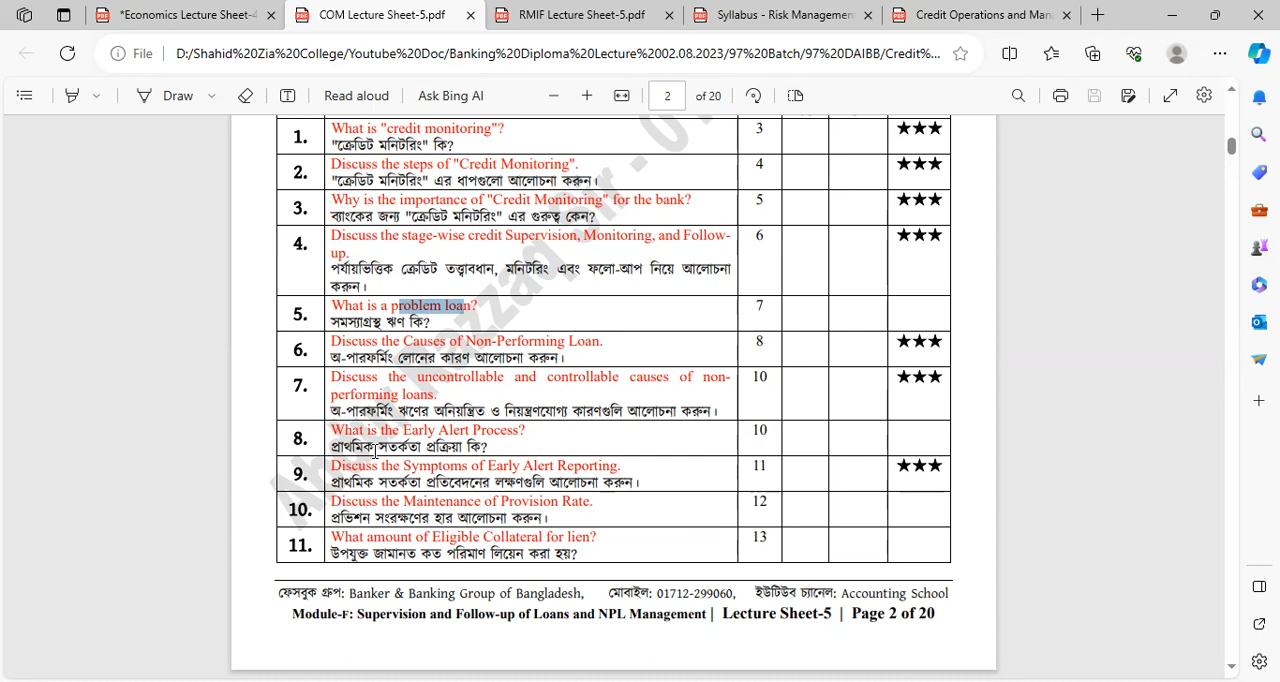 *Economics Lecture Sheet-4
COM Lecture Sheet-5.pdf
RMIF Lecture Sheet-5.pdf
Syllabus - Risk Managemen
Credit Operations and Mana
File
D:/Shahid%20Zia%20College/Youtube%20Doc/Banking%20Diploma%20Lecture%2002.08.2023/97%20Batch/97%20DAIBB/Credit%...
Draw
Read aloud
Ask Bing AI
2
of 20
1. What is "credit monitoring"? 3 ★★★
"ক্রেডিট মনিটরিং" কি?
2. Discuss the steps of "Credit Monitoring". 4 ★★★
"ক্রেডিট মনিটরিং" এর ধাপগুলো আলোচনা করুন।
3. Why is the importance of "Credit Monitoring" for the bank? 5 ★★★
ব্যাংকের জন্য "ক্রেডিট মনিটরিং" এর গুরুত্ব কেন?
4. Discuss the stage-wise credit Supervision, Monitoring, and Follow- 6 ★★★
up.
পর্যায়ভিত্তিক ক্রেডিট তত্ত্বাবধান, মনিটরিং এবং ফলো-আপ নিয়ে আলোচনা
করুন।
5. What is a problem loan? 7
সমস্যাগ্রস্থ ঋণ কি?
6. Discuss the Causes of Non-Performing Loan. 8 ★★★
অ-পারফর্মিং লোনের কারণ আলোচনা করুন।
7. Discuss the uncontrollable and controllable causes of non- 10 ★★★
performing loans.
অ-পারফর্মিং ঋণের অনিয়ন্ত্রিত ও নিয়ন্ত্রণযোগ্য কারণগুলি আলোচনা করুন।
8. What is the Early Alert Process? 10
প্রাথমিক সতর্কতা প্রক্রিয়া কি?
9. Discuss the Symptoms of Early Alert Reporting. 11 ★★★
প্রাথমিক সতর্কতা প্রতিবেদনের লক্ষণগুলি আলোচনা করুন।
10. Discuss the Maintenance of Provision Rate. 12
প্রভিশন সংরক্ষণের হার আলোচনা করুন।
11. What amount of Eligible Collateral for lien? 13
উপযুক্ত জামানত কত পরিমাণ লিয়েন করা হয়?
ফেসবুক গ্রুপ: Banker & Banking Group of Bangladesh, মোবাইল: 01712-299060, ইউটিউব চ্যানেল: Accounting School
Module-F: Supervision and Follow-up of Loans and NPL Management | Lecture Sheet-5 | Page 2 of 20